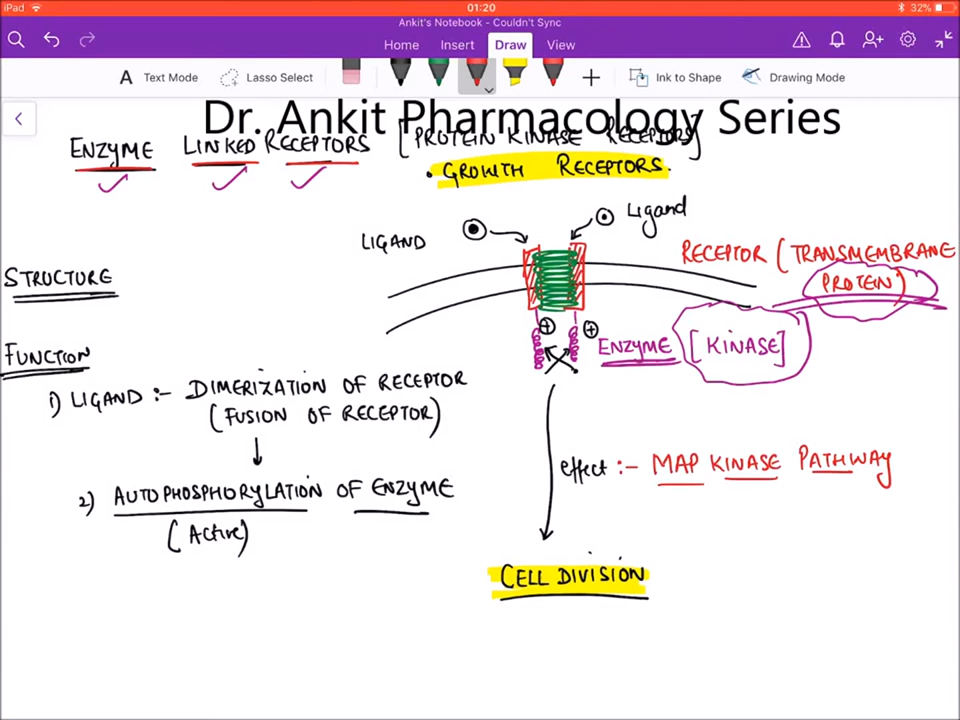 iPad
01:20
32%
Ankit's Notebook - Couldn't Sync
Home Insert Draw View
A Text Mode Lasso Select Ink to Shape Drawing Mode
Dr. Ankit Pharmacology Series
ENZYME LINKED RECEPTORS [PROTEIN KINASE RECEPTORS]
• GROWTH RECEPTORS.
LIGAND
Ligand
RECEPTOR (TRANSMEMBRANE
PROTEIN)
STRUCTURE
+ +
ENZYME [KINASE]
FUNCTION
1) LIGAND :- DIMERIZATION OF RECEPTOR
(FUSION OF RECEPTOR)
effect :- MAP KINASE PATHWAY
2) AUTOPHOSPHORYLATION OF ENZYME
(Active)
CELL DIVISION